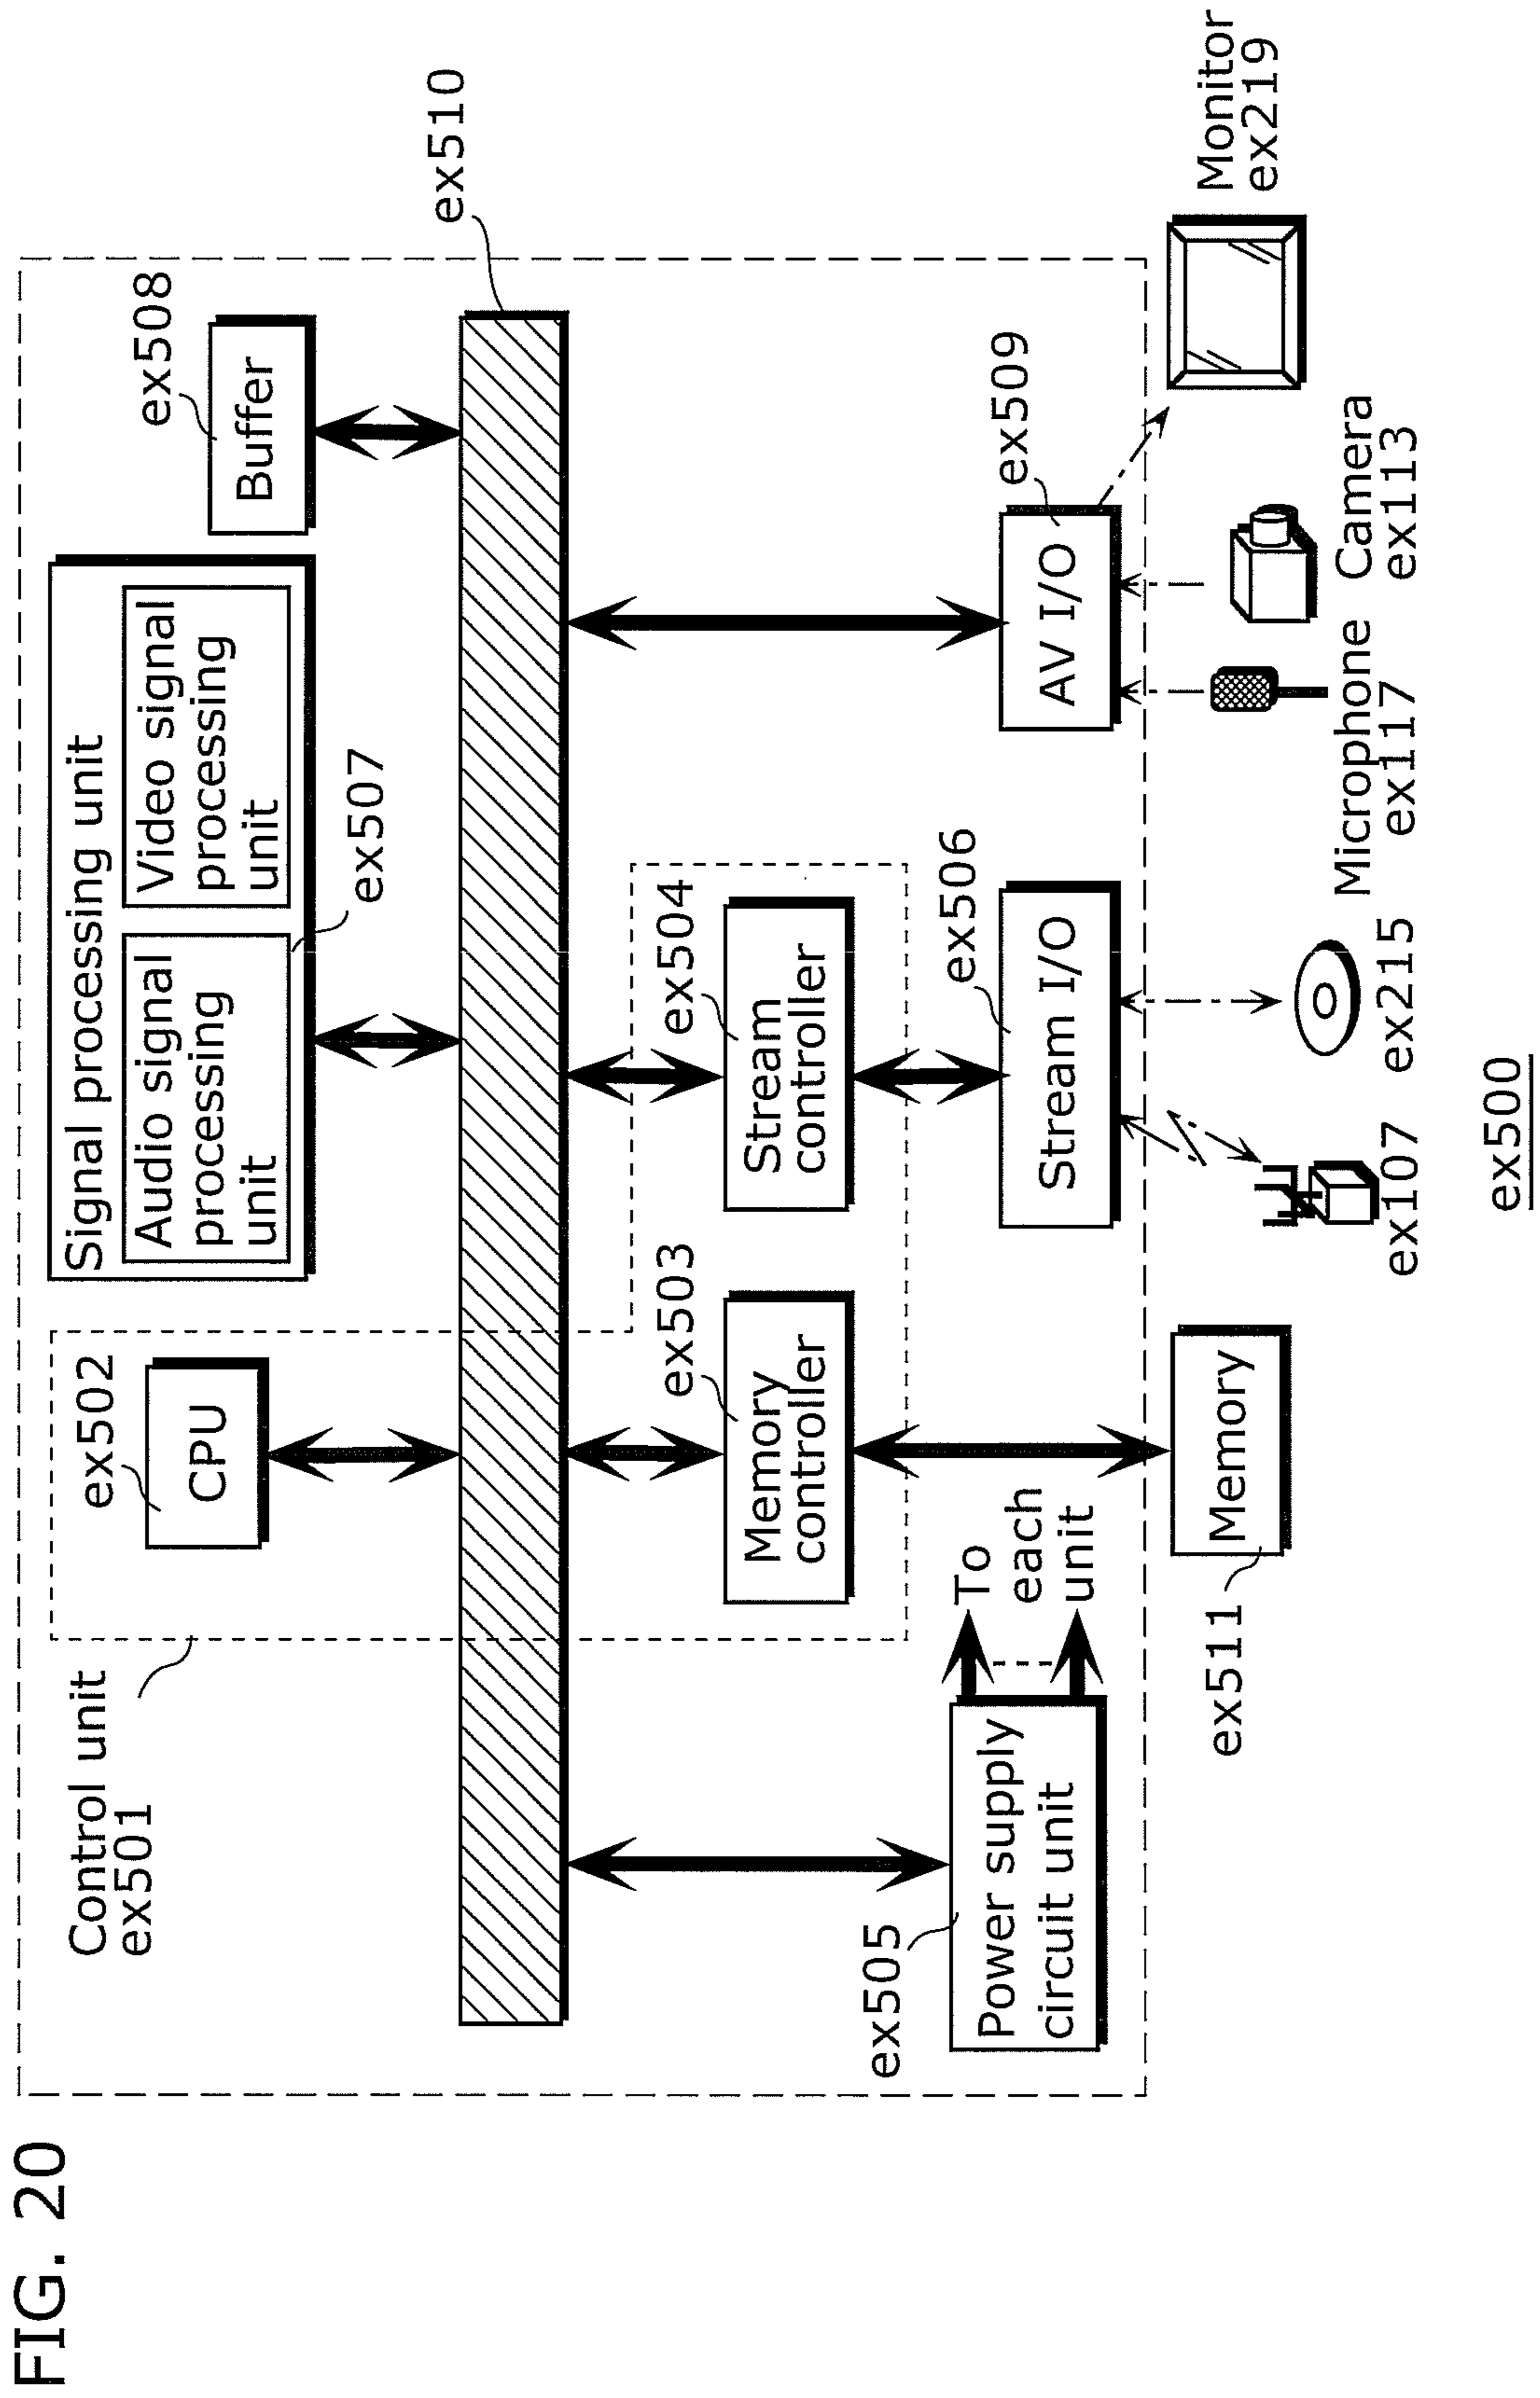 FIG. 20
Control unit
ex501
ex502
CPU
Signal processing unit
Audio signal
processing
unit
Video signal
processing
unit
ex507
ex508
Buffer
ex510
ex503
Memory
controller
ex504
Stream
controller
ex505
Power supply
circuit unit
To
each
unit
ex506
Stream I/O
ex509
AV I/O
ex511
Memory
ex107
ex215
Microphone
ex117
Camera
ex113
Monitor
ex219
ex500